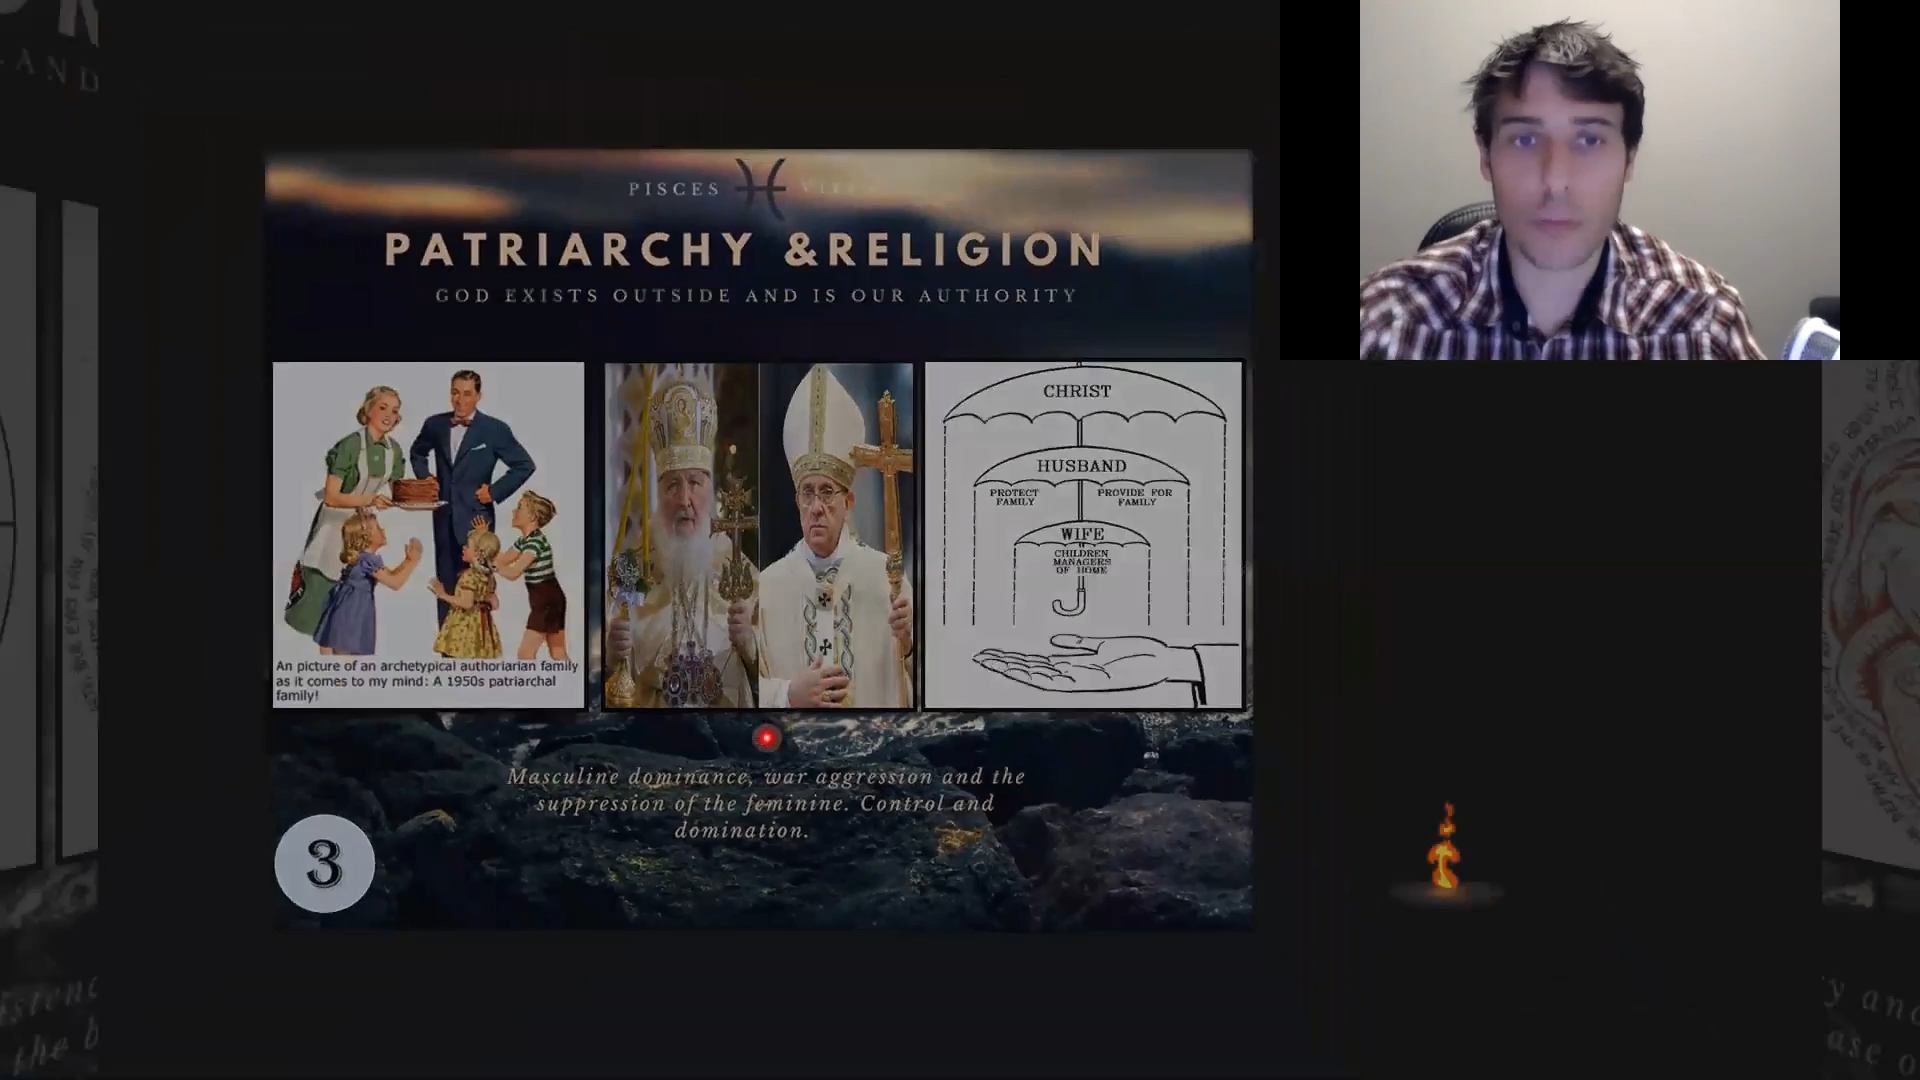 LAND
PISCES
PATRIARCHY &RELIGION
GOD EXISTS OUTSIDE AND IS OUR AUTHORITY
An picture of an archetypical authoriarian family
as it comes to my mind: A 1950s patriarchal
family!
CHRIST
HUSBAND
PROTECT
FAMILY
PROVIDE FOR
FAMILY
WIFE
CHILDREN
MANAGERS
OF HOME
Masculine dominance, war aggression and the
suppression of the feminine. Control and
domination.
3
the